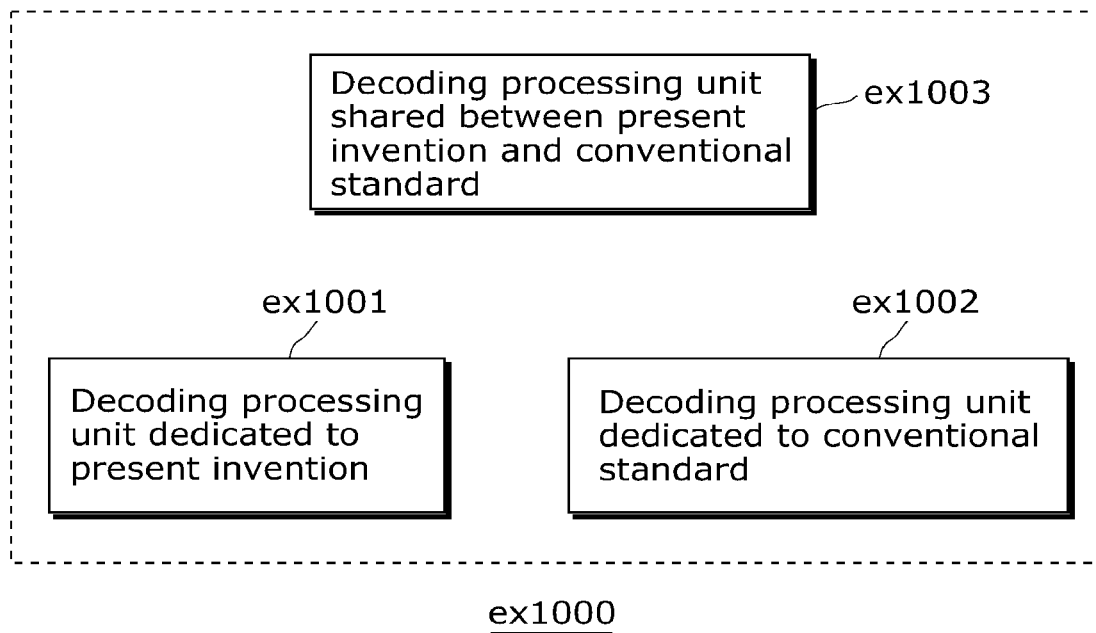 Decoding processing unit
shared between present
invention and conventional
standard
ex1003
ex1001
ex1002
Decoding processing
unit dedicated to
present invention
Decoding processing unit
dedicated to conventional
standard
ex1000